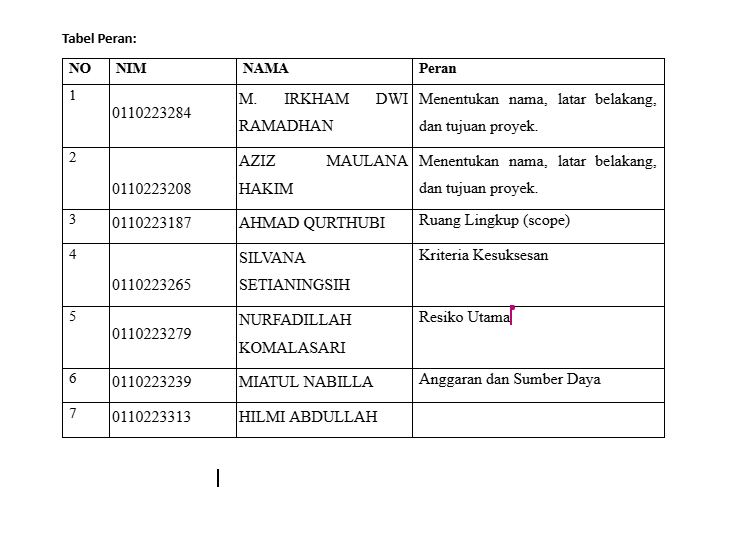 Tabel Peran:
NO NIM NAMA Peran
1 0110223284 M. IRKHAM DWI RAMADHAN Menentukan nama, latar belakang, dan tujuan proyek.
2 0110223208 AZIZ MAULANA HAKIM Menentukan nama, latar belakang, dan tujuan proyek.
3 0110223187 AHMAD QURTHUBI Ruang Lingkup (scope)
4 0110223265 SILVANA SETIANINGSIH Kriteria Kesuksesan
5 0110223279 NURFADILLAH KOMALASARI Resiko Utama
6 0110223239 MIATUL NABILLA Anggaran dan Sumber Daya
7 0110223313 HILMI ABDULLAH